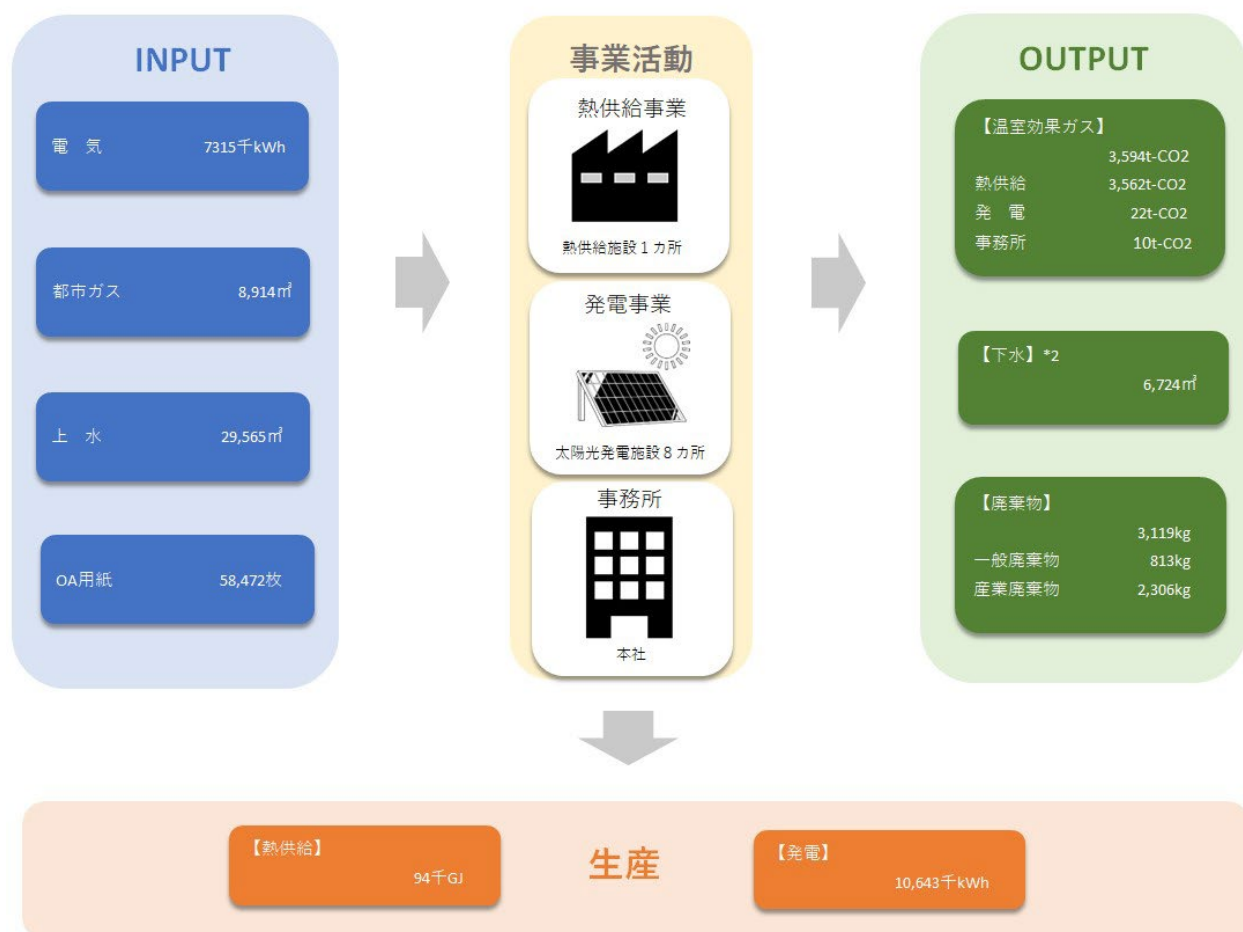 INPUT
電　気　7315千kWh
都市ガス　8,914㎥
上　水　29,565㎥
OA用紙　58,472枚
事業活動
熱供給事業
熱供給施設１カ所
発電事業
太陽光発電施設８カ所
事務所
本社
OUTPUT
【温室効果ガス】
3,594t-CO2
熱供給　3,562t-CO2
発　電　22t-CO2
事務所　10t-CO2
【下水】*2
6,724㎥
【廃棄物】
3,119kg
一般廃棄物　813kg
産業廃棄物　2,306kg
【熱供給】
94千GJ
生産
【発電】
10,643千kWh